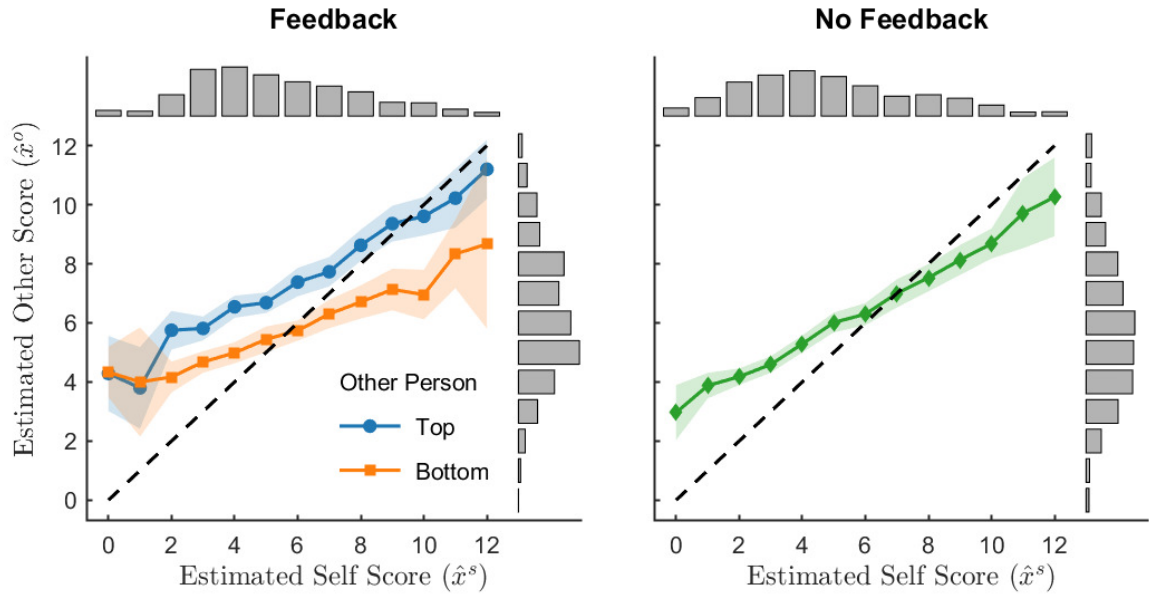 Feedback
No Feedback
Estimated Other Score (x̂ᵒ)
12
10
8
6
4
2
0
Other Person
Top
Bottom
0 2 4 6 8 10 12
0 2 4 6 8 10 12
Estimated Self Score (x̂ˢ)
Estimated Self Score (x̂ˢ)